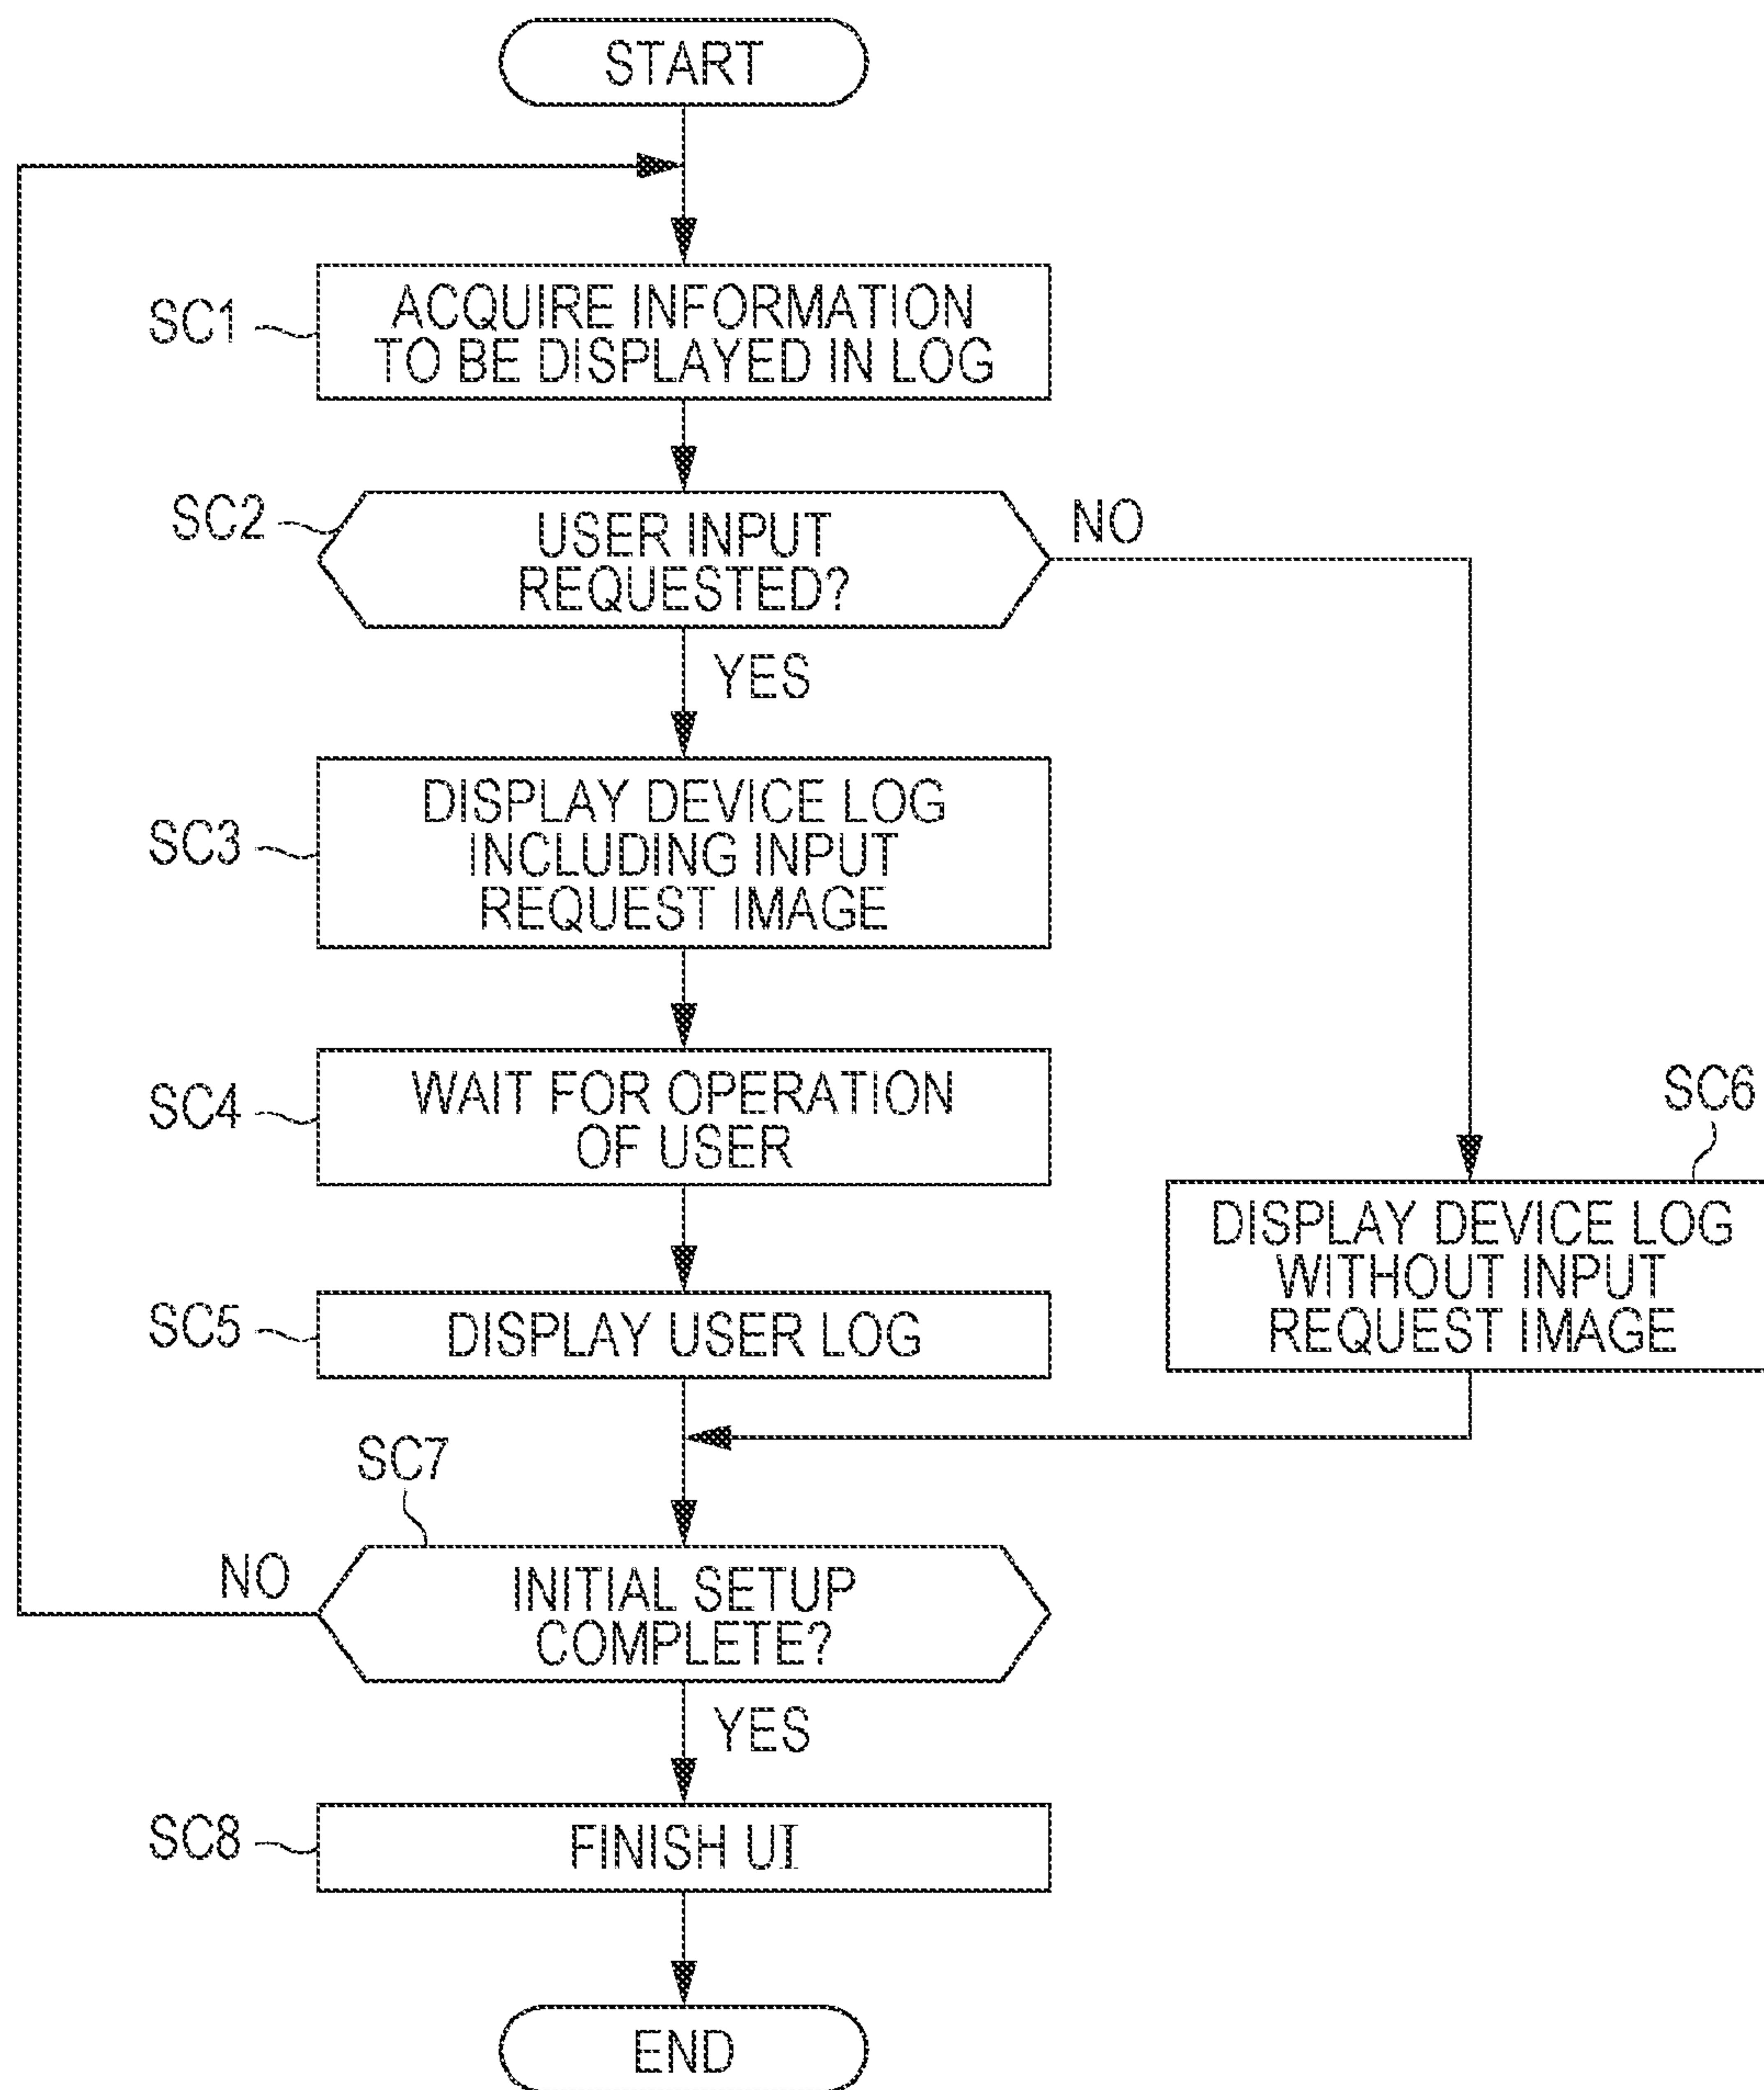 START
SC1
ACQUIRE INFORMATION
TO BE DISPLAYED IN LOG
SC2
USER INPUT
REQUESTED?
NO
YES
SC3
DISPLAY DEVICE LOG
INCLUDING INPUT
REQUEST IMAGE
SC4
WAIT FOR OPERATION
OF USER
SC6
DISPLAY DEVICE LOG
WITHOUT INPUT
REQUEST IMAGE
SC5
DISPLAY USER LOG
SC7
NO
INITIAL SETUP
COMPLETE?
YES
SC8
FINISH UI
END